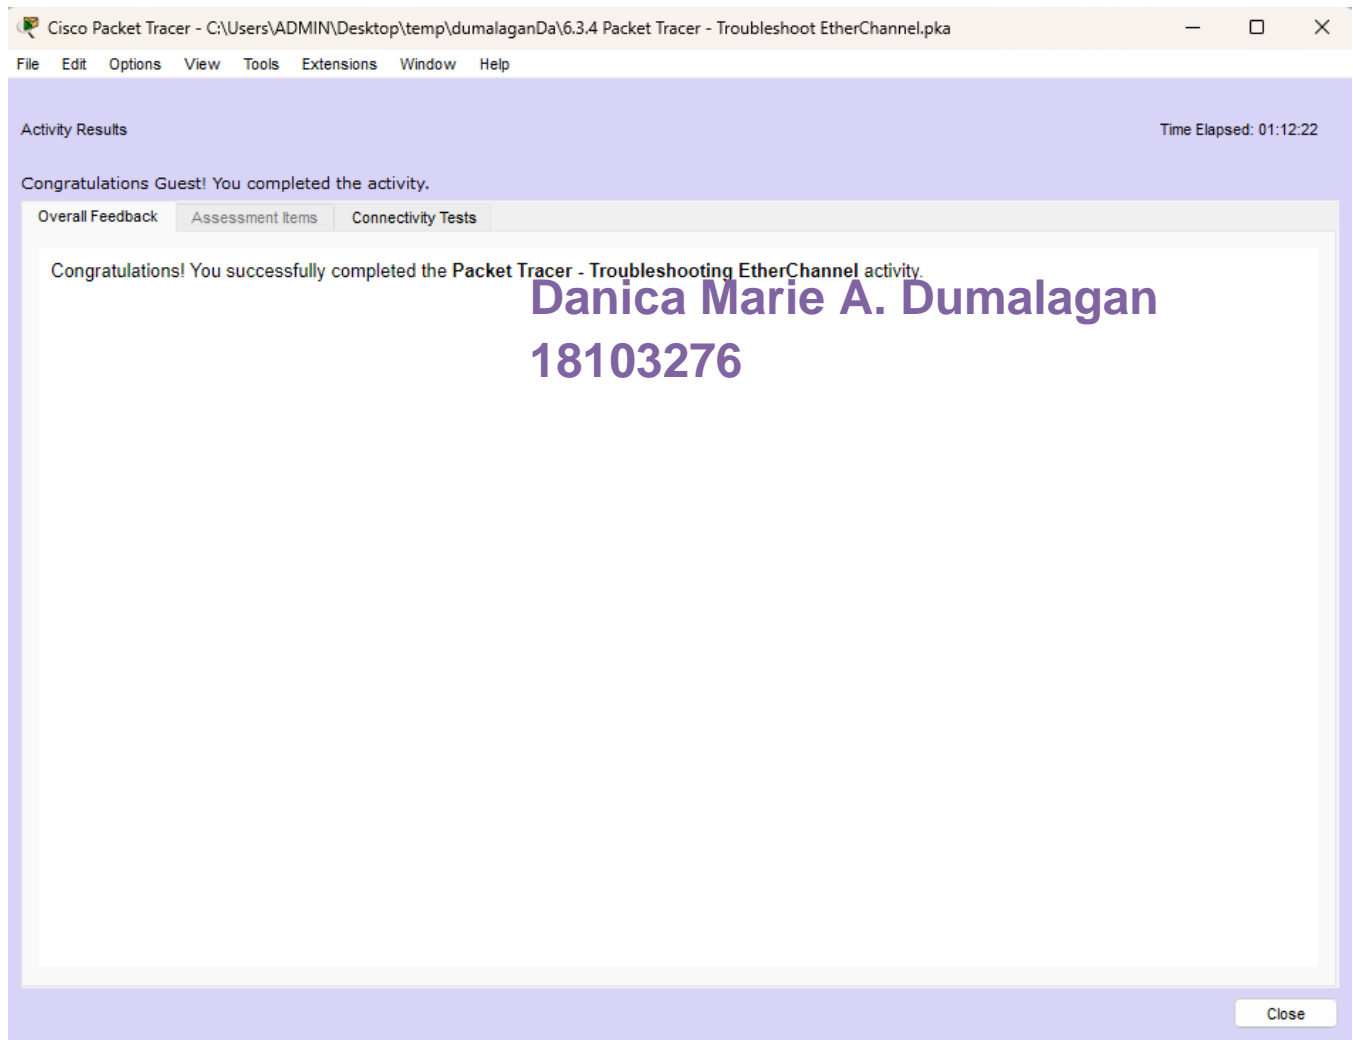 Cisco Packet Tracer - C:\Users\ADMIN\Desktop\temp\dumalaganDa\6.3.4 Packet Tracer - Troubleshoot EtherChannel.pka
File Edit Options View Tools Extensions Window Help
Activity Results Time Elapsed: 01:12:22
Congratulations Guest! You completed the activity.
Overall Feedback Assessment Items Connectivity Tests
Congratulations! You successfully completed the Packet Tracer - Troubleshooting EtherChannel activity.
Danica Marie A. Dumalagan
18103276
Close